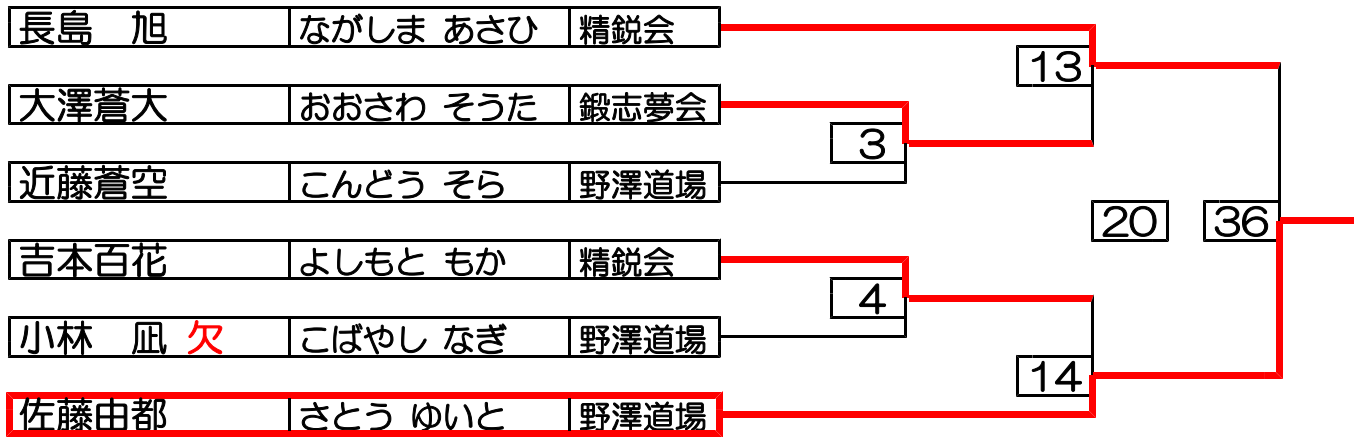 長島　旭 ながしま あさひ 精鋭会
13
大澤蒼大 おおさわ そうた 鍛志夢会
3
近藤蒼空 こんどう そら 野澤道場
20 36
吉本百花 よしもと もか 精鋭会
4
小林　凪 欠 こばやし なぎ 野澤道場
14
佐藤由都 さとう ゆいと 野澤道場